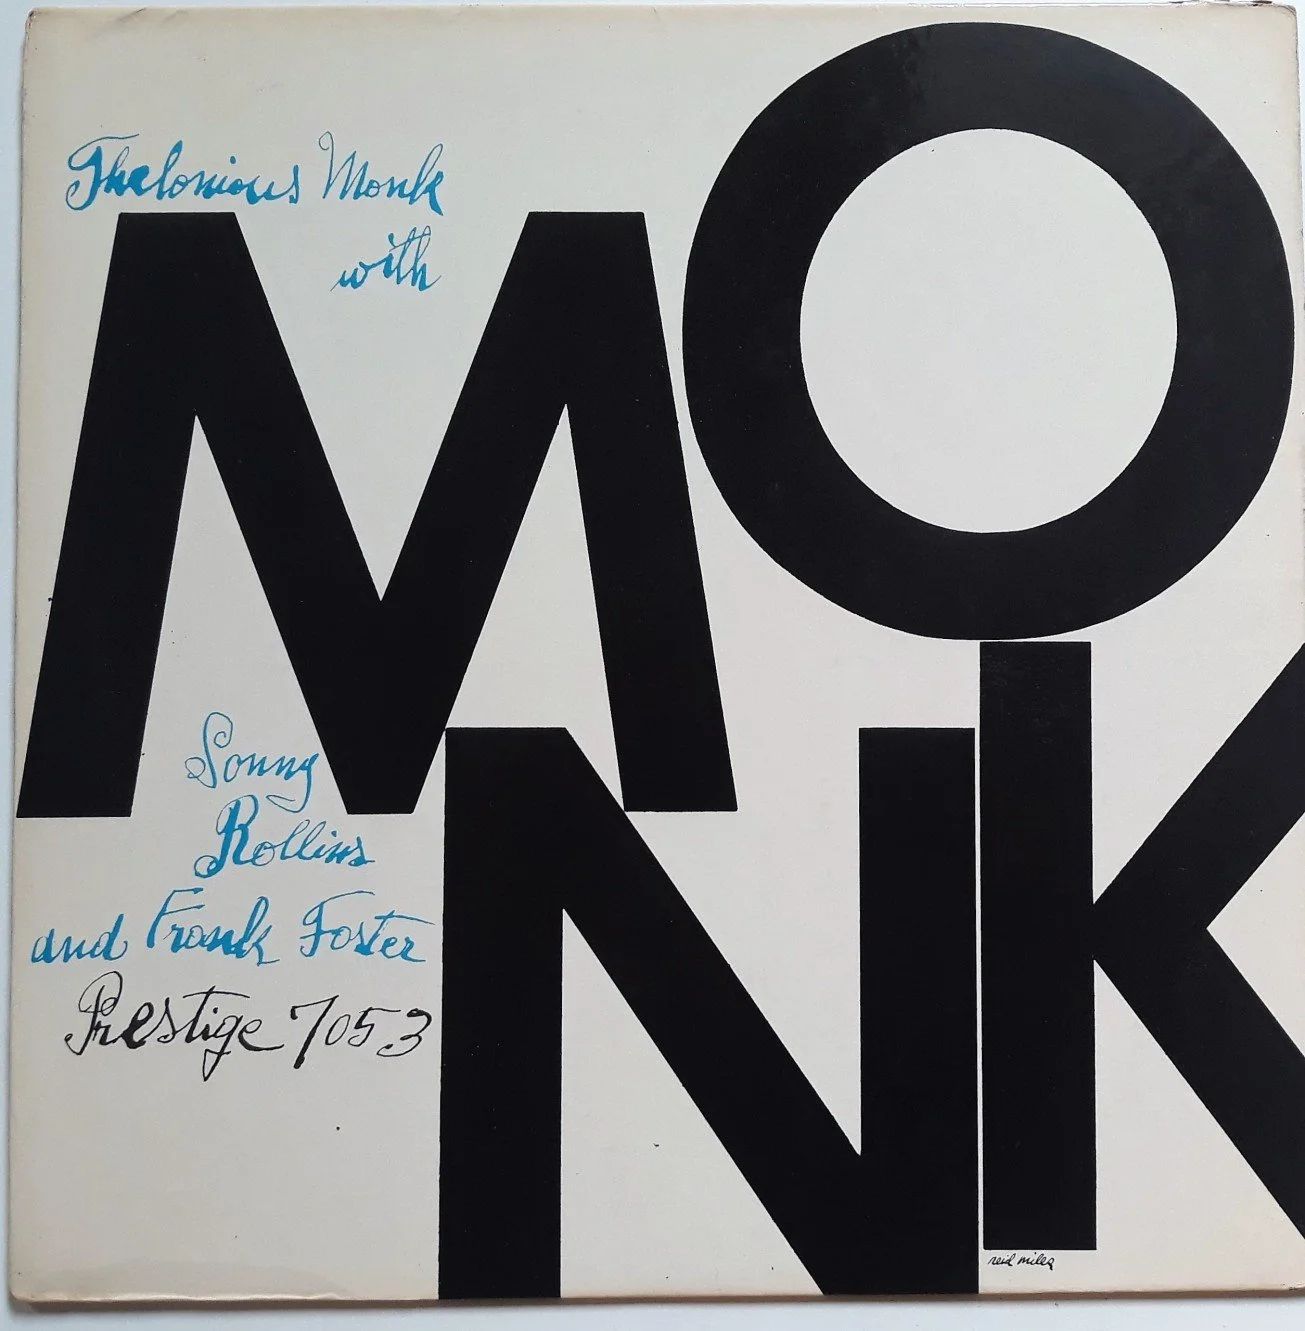 Thelonious Monk
with
MO
NK
Sonny
Rollins
and Frank Foster
Prestige 7053
reid miles